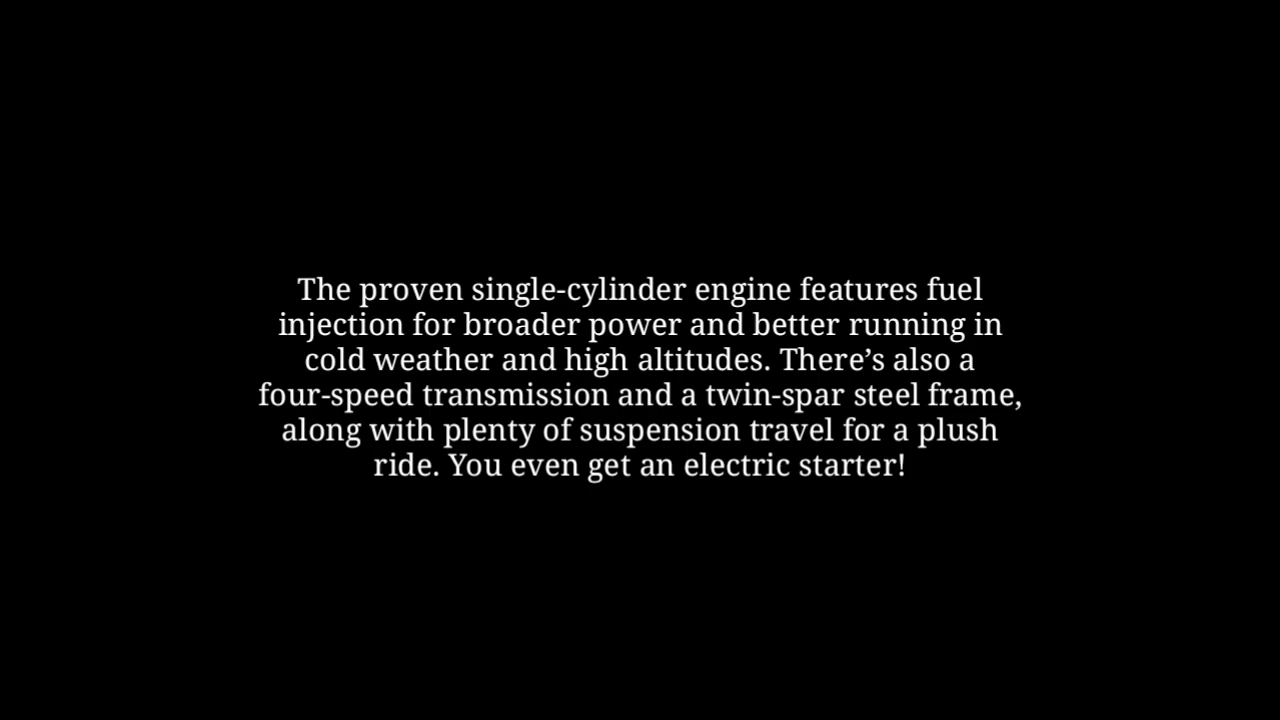 The proven single-cylinder engine features fuel
injection for broader power and better running in
cold weather and high altitudes. There’s also a
four-speed transmission and a twin-spar steel frame,
along with plenty of suspension travel for a plush
ride. You even get an electric starter!